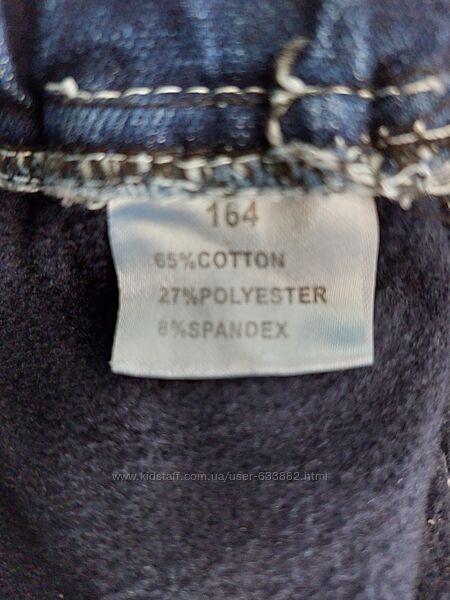 164
65%COTTON
27%POLYESTER
8%SPANDEX
www.kidstaff.com.ua/user-633882.html